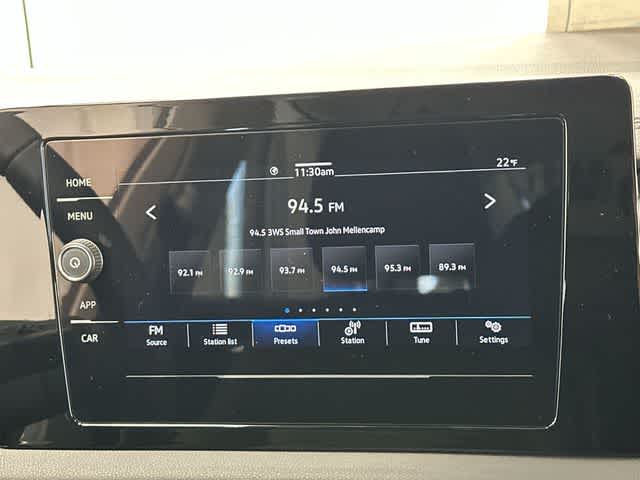 22°F
11:30am
HOME
MENU
APP
CAR
94.5 FM
94.5 3WS Small Town John Mellencamp
92.1 FM 92.9 FM 93.7 FM 94.5 FM 95.3 FM 89.3 FM
FM Source Station list Presets Station Tune Settings